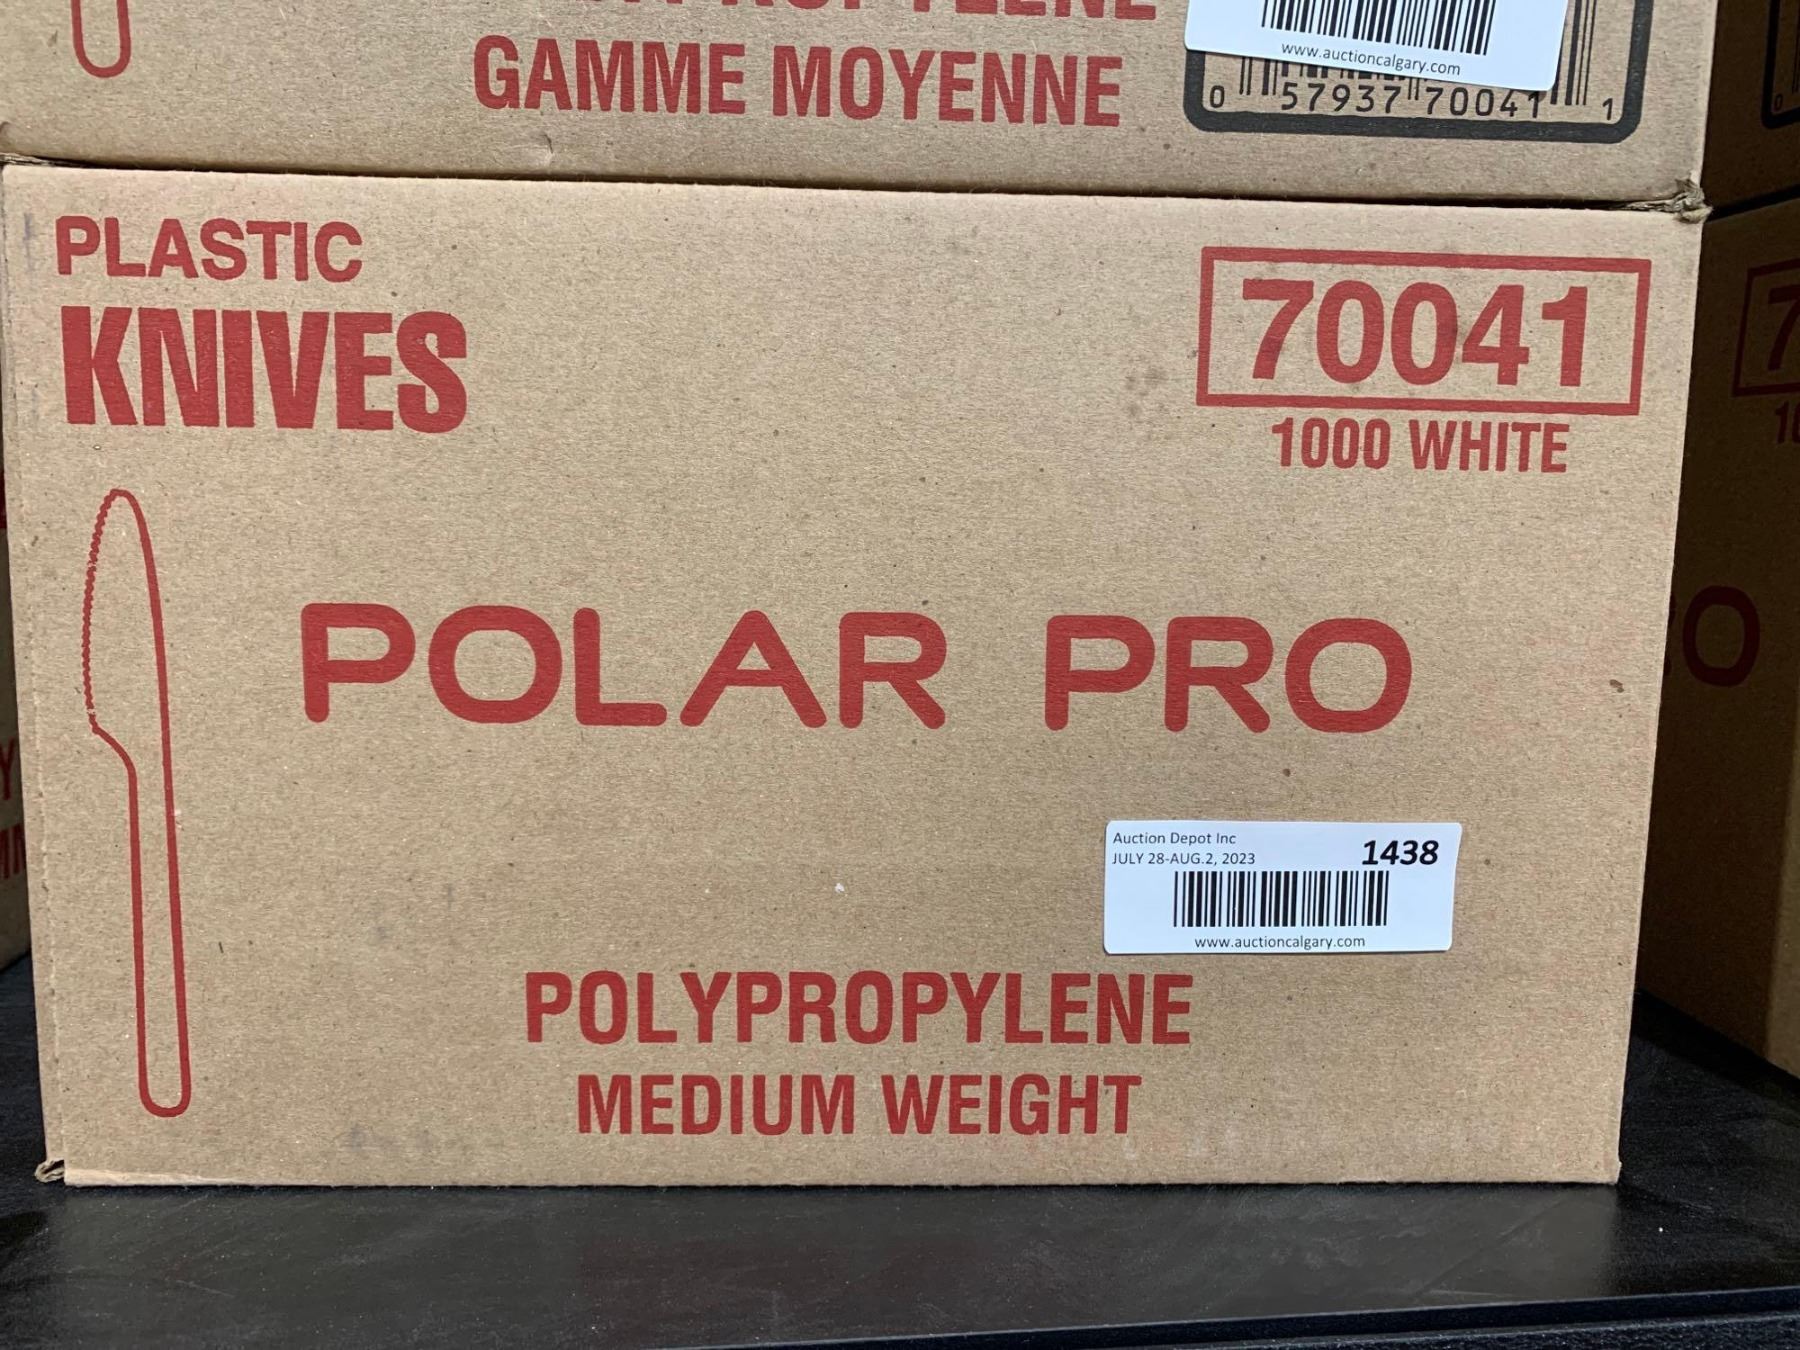 GAMME MOYENNE
www.auctioncalgary.com
0 57937 70041 1
PLASTIC
KNIVES
70041
1000 WHITE
POLAR PRO
Auction Depot Inc
JULY 28-AUG.2, 2023
1438
www.auctioncalgary.com
POLYPROPYLENE
MEDIUM WEIGHT